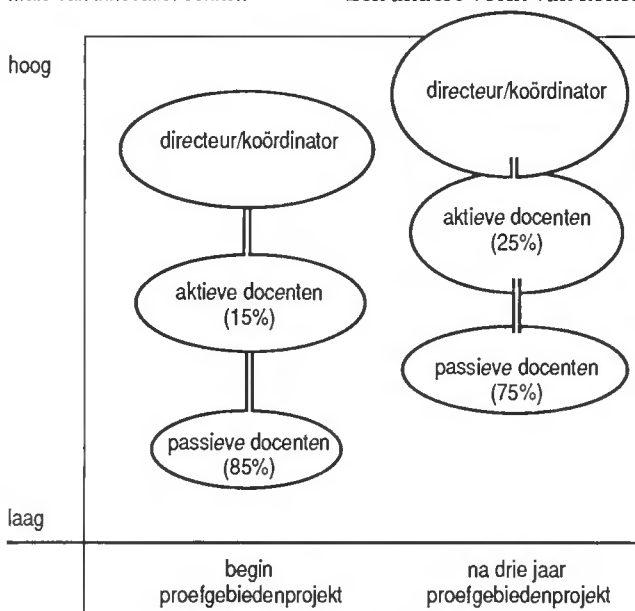 hoog
directeur/koördinator
aktieve docenten
(15%)
passieve docenten
(85%)
directeur/koördinator
aktieve docenten
(25%)
passieve docenten
(75%)
laag
begin
proefgebiedenprojekt
na drie jaar
proefgebiedenprojekt